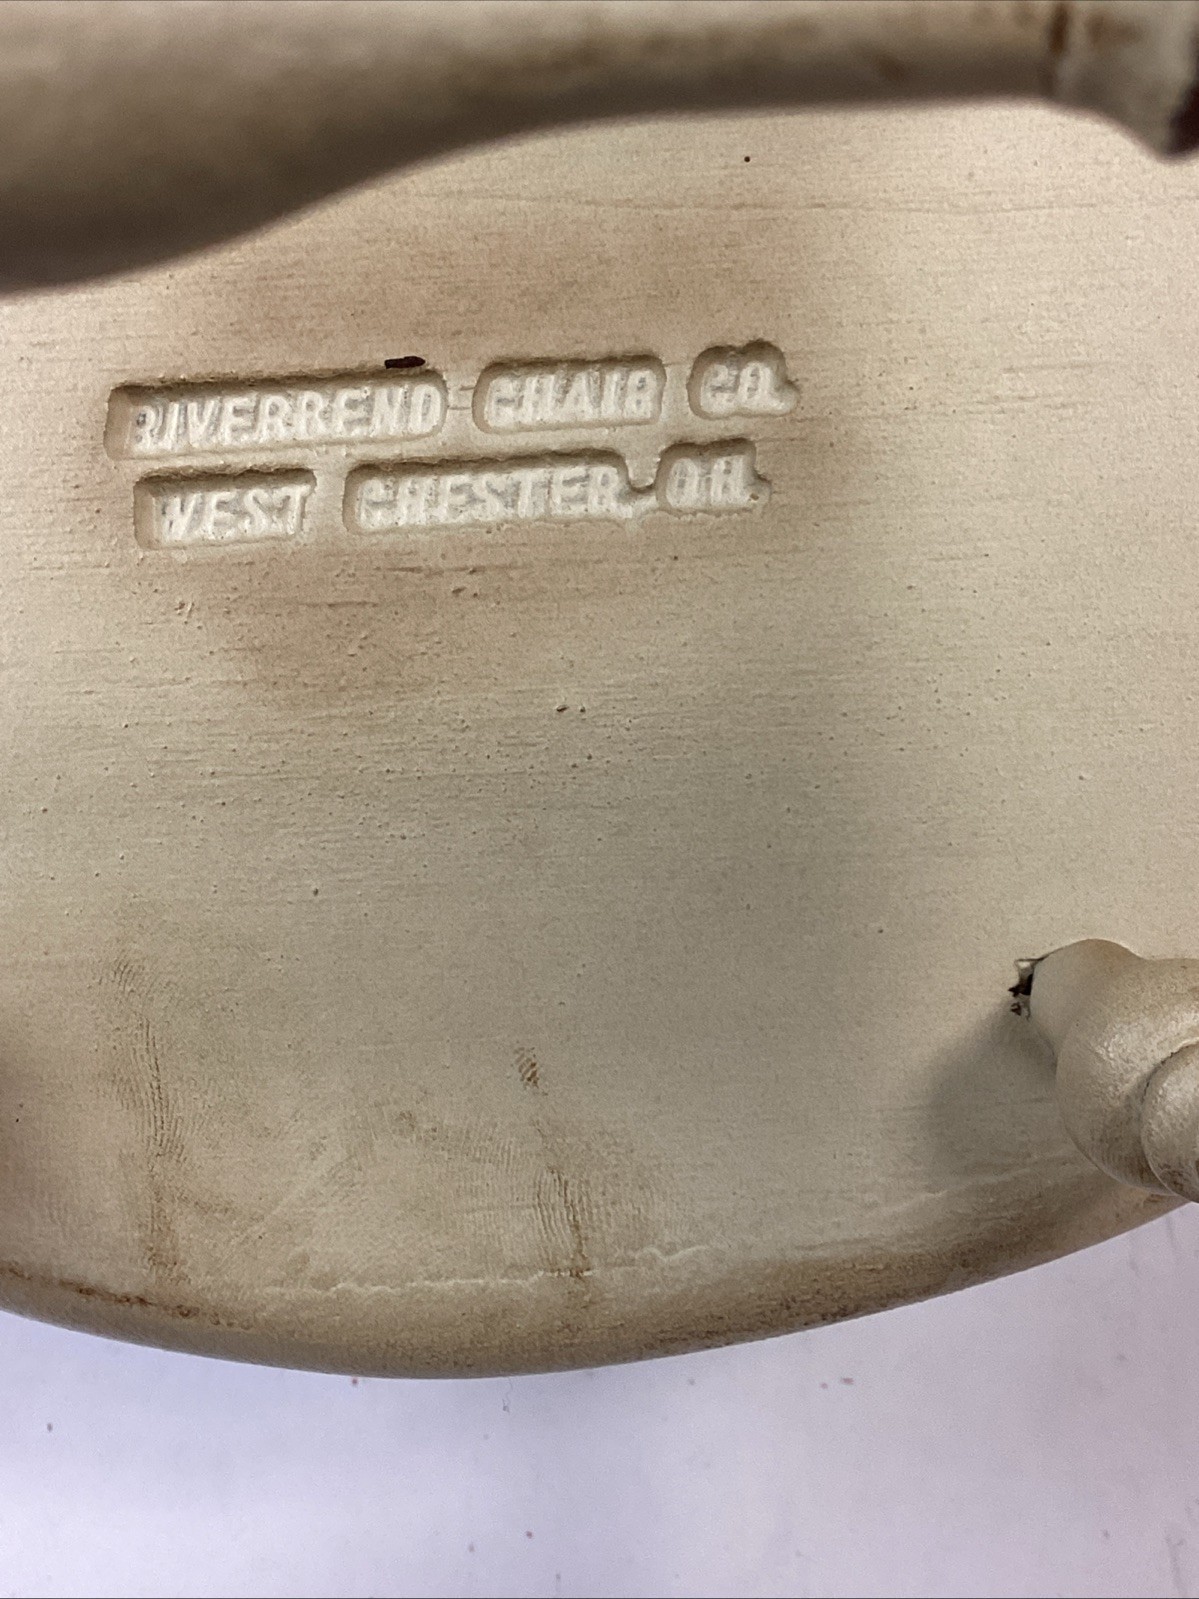 RIVERBEND CHAIR CO.
WEST CHESTER, OH.